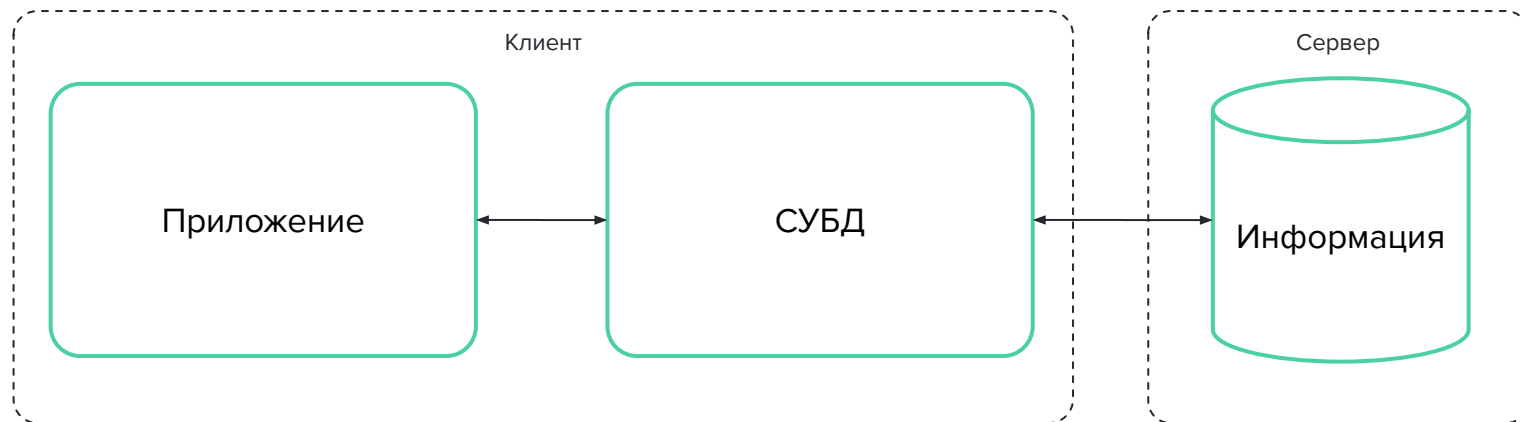 Клиент
Сервер
Приложение
СУБД
Информация